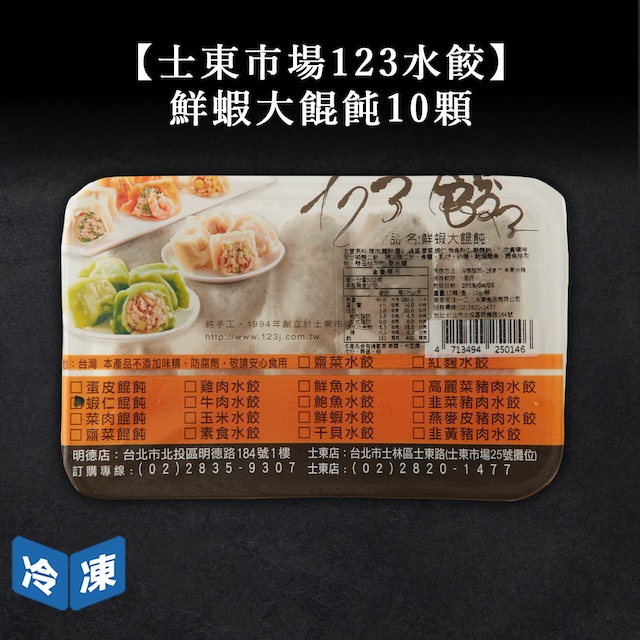 【士東市場123水餃】
鮮蝦大餛飩10顆
123餃
品 名:鮮蝦大餛飩
2019/04/05
4 713494 250146
純手工，1994年創立於士東市場
http://www.123j.com.tw
台灣 本產品不添加味精、防腐劑，敬請安心食用 □齋菜水餃 □紅麴水餃
□蛋皮餛飩 □雞肉水餃 □鮮魚水餃 □高麗菜豬肉水餃
蝦仁餛飩 □牛肉水餃 □鮑魚水餃 □韭菜豬肉水餃
□菜肉餛飩 □玉米水餃 □鮮蝦水餃 □燕麥皮豬肉水餃
□齋菜餛飩 □素食水餃 □干貝水餃 □韭黃豬肉水餃
明德店：台北市北投區明德路184號1樓 士東店：台北市士林區士東路(士東市場25號攤位)
訂購專線：(02)2835-9307 士東店：(02)2820-1477
冷凍